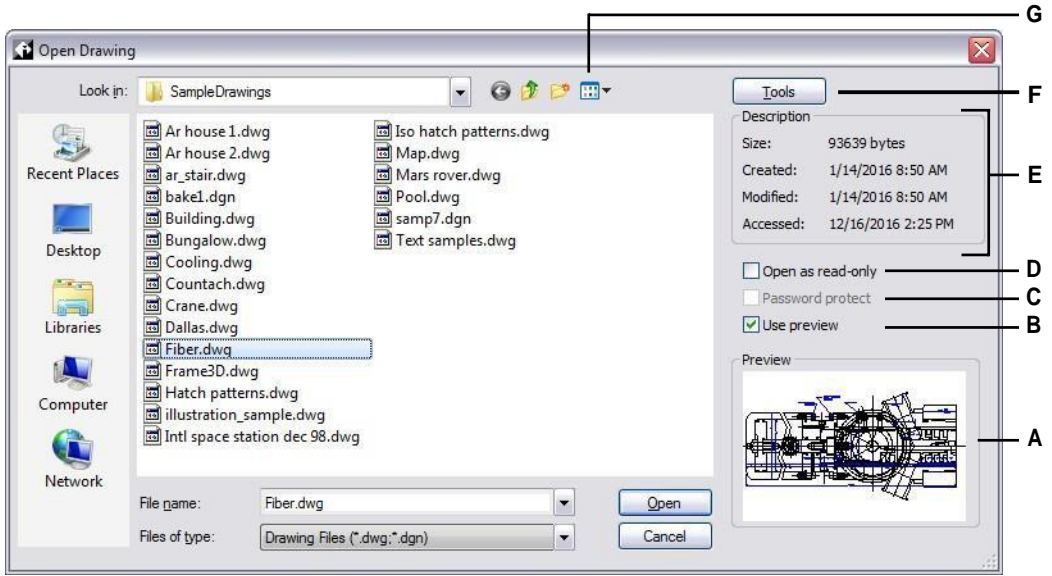 G
Open Drawing
Look in:
SampleDrawings
Tools
F
Recent Places
Desktop
Libraries
Computer
Network
Ar house 1.dwg
Ar house 2.dwg
ar_stair.dwg
bake1.dgn
Building.dwg
Bungalow.dwg
Cooling.dwg
Countach.dwg
Crane.dwg
Dallas.dwg
Fiber.dwg
Frame3D.dwg
Hatch patterns.dwg
illustration_sample.dwg
Intl space station dec 98.dwg
Iso hatch patterns.dwg
Map.dwg
Mars rover.dwg
Pool.dwg
samp7.dgn
Text samples.dwg
Description
Size: 93639 bytes
Created: 1/14/2016 8:50 AM
Modified: 1/14/2016 8:50 AM
Accessed: 12/16/2016 2:25 PM
E
Open as read-only
D
Password protect
C
Use preview
B
Preview
A
File name: Fiber.dwg
Open
Files of type: Drawing Files (*.dwg;*.dgn)
Cancel